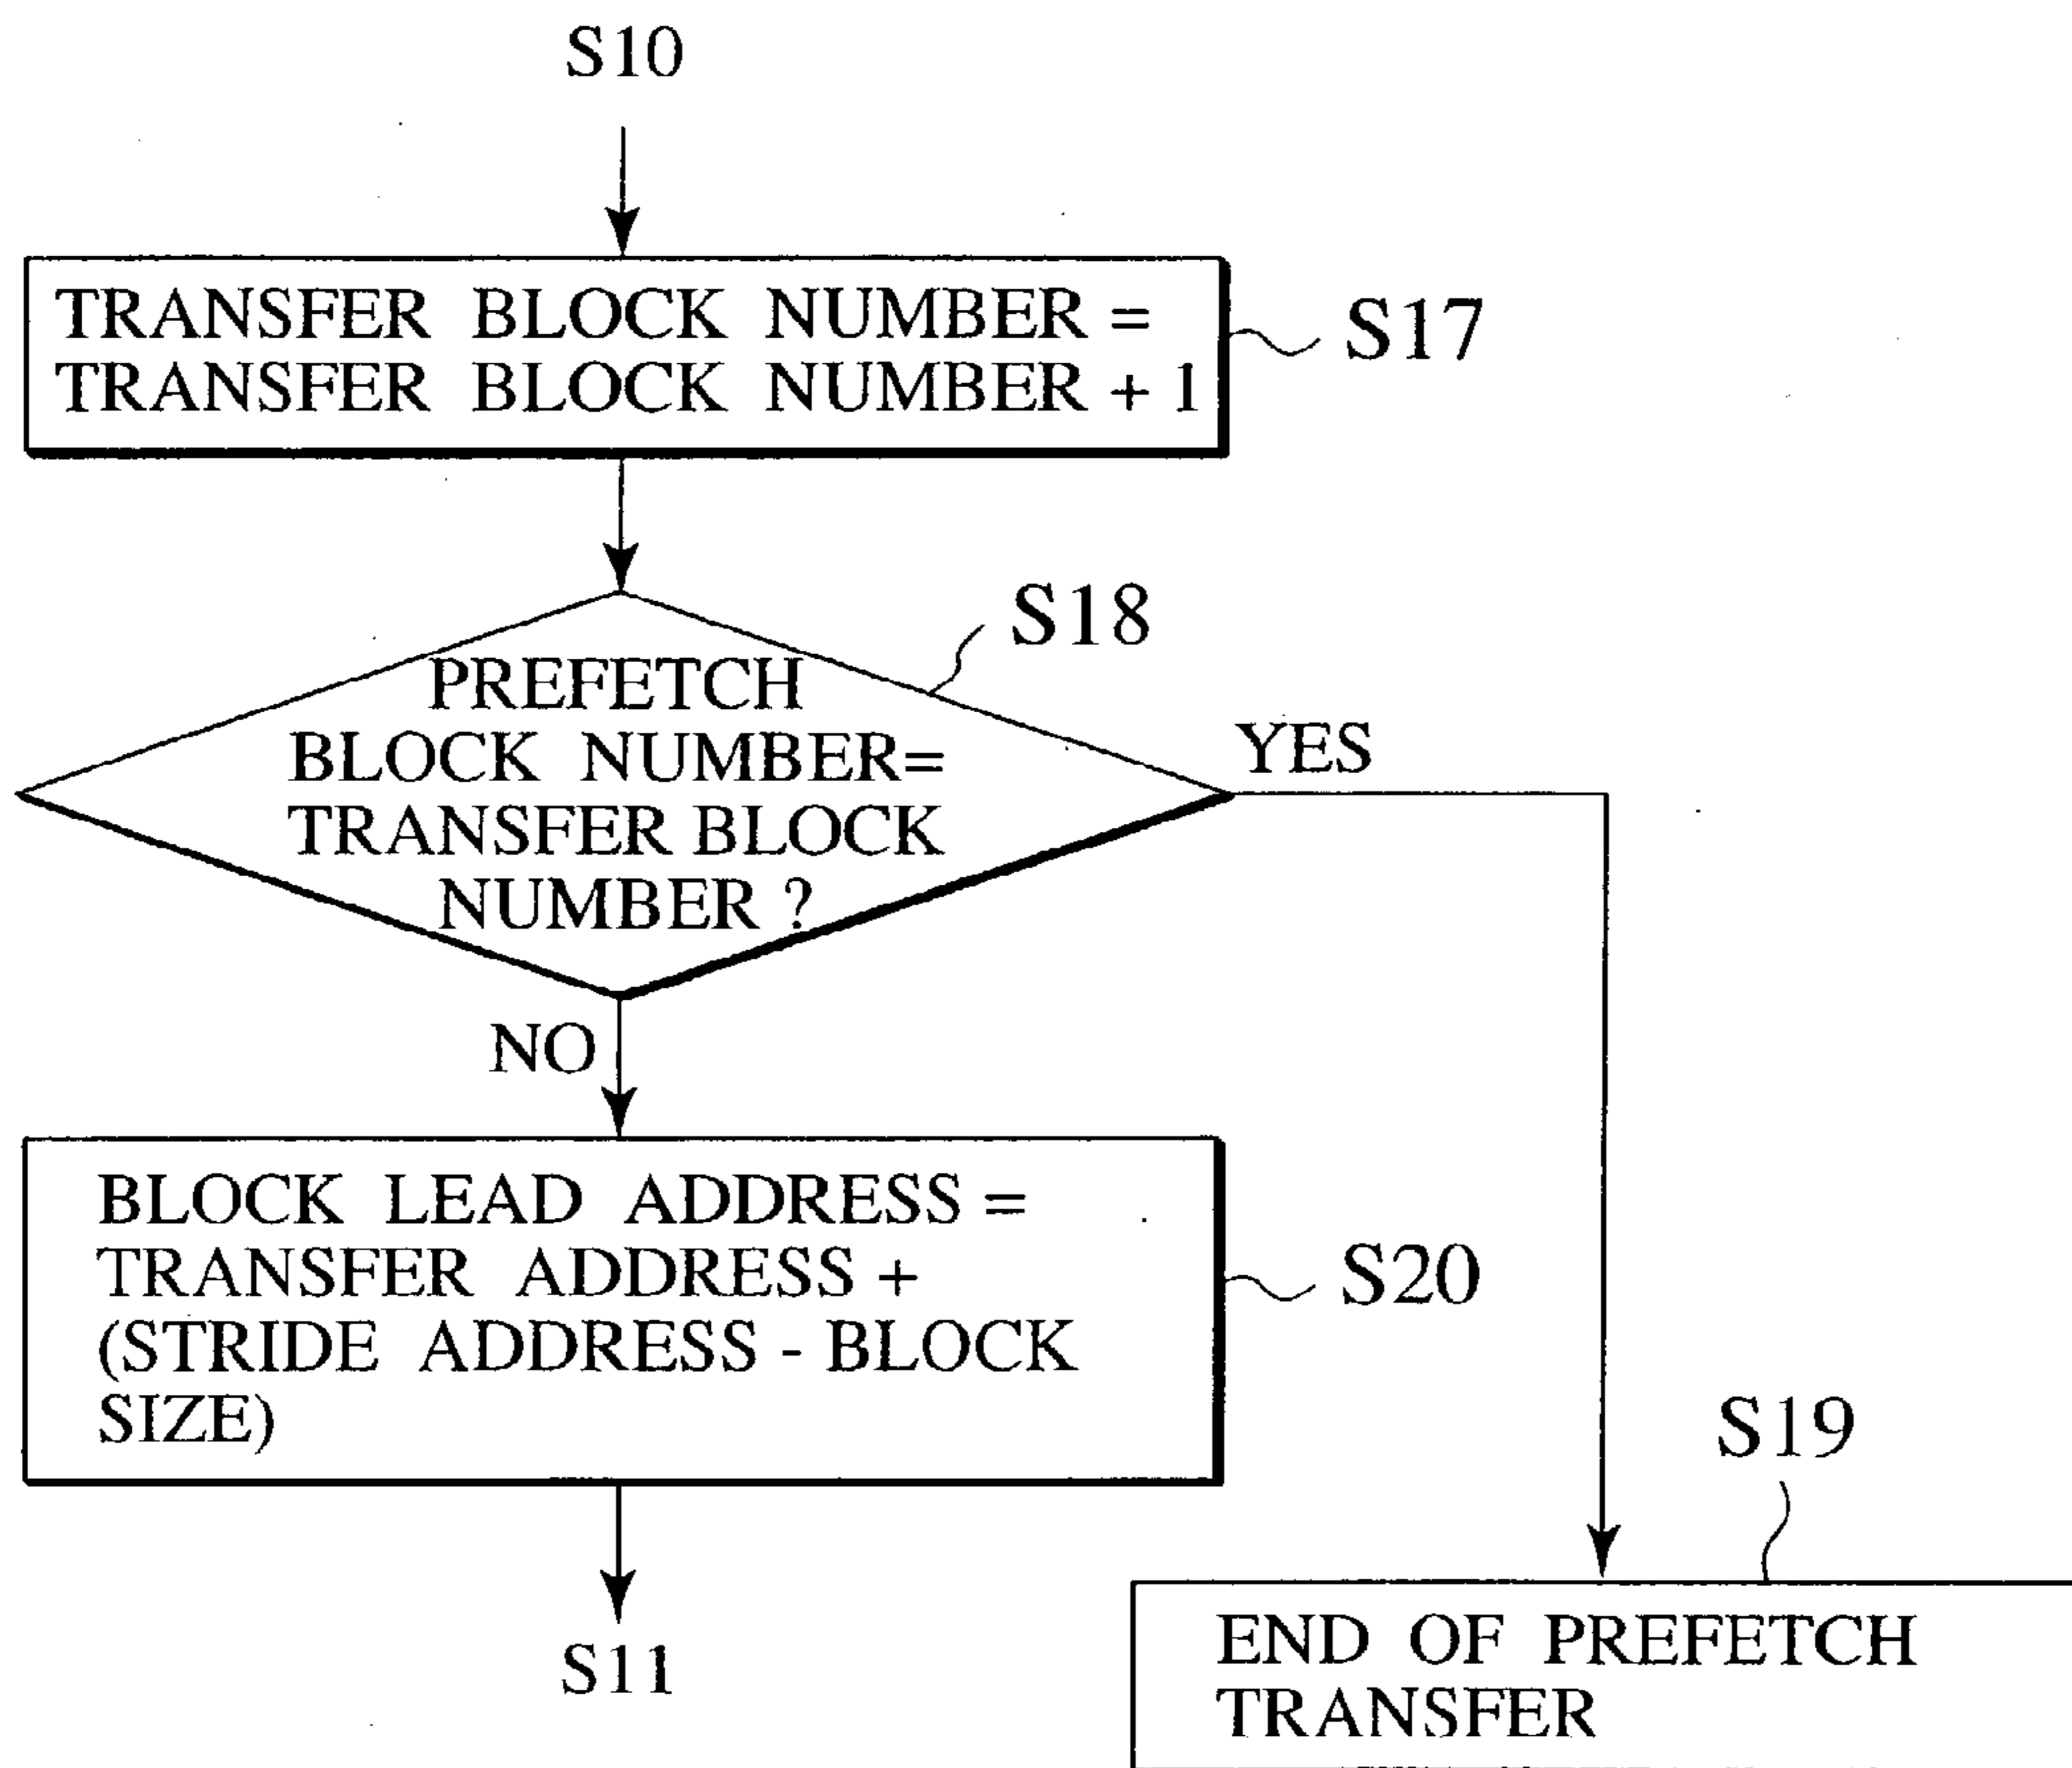 S10
TRANSFER BLOCK NUMBER =
TRANSFER BLOCK NUMBER + 1
S17
S18
PREFETCH
BLOCK NUMBER=
TRANSFER BLOCK
NUMBER ?
YES
NO
BLOCK LEAD ADDRESS =
TRANSFER ADDRESS +
(STRIDE ADDRESS - BLOCK
SIZE)
S20
S19
S11
END OF PREFETCH
TRANSFER